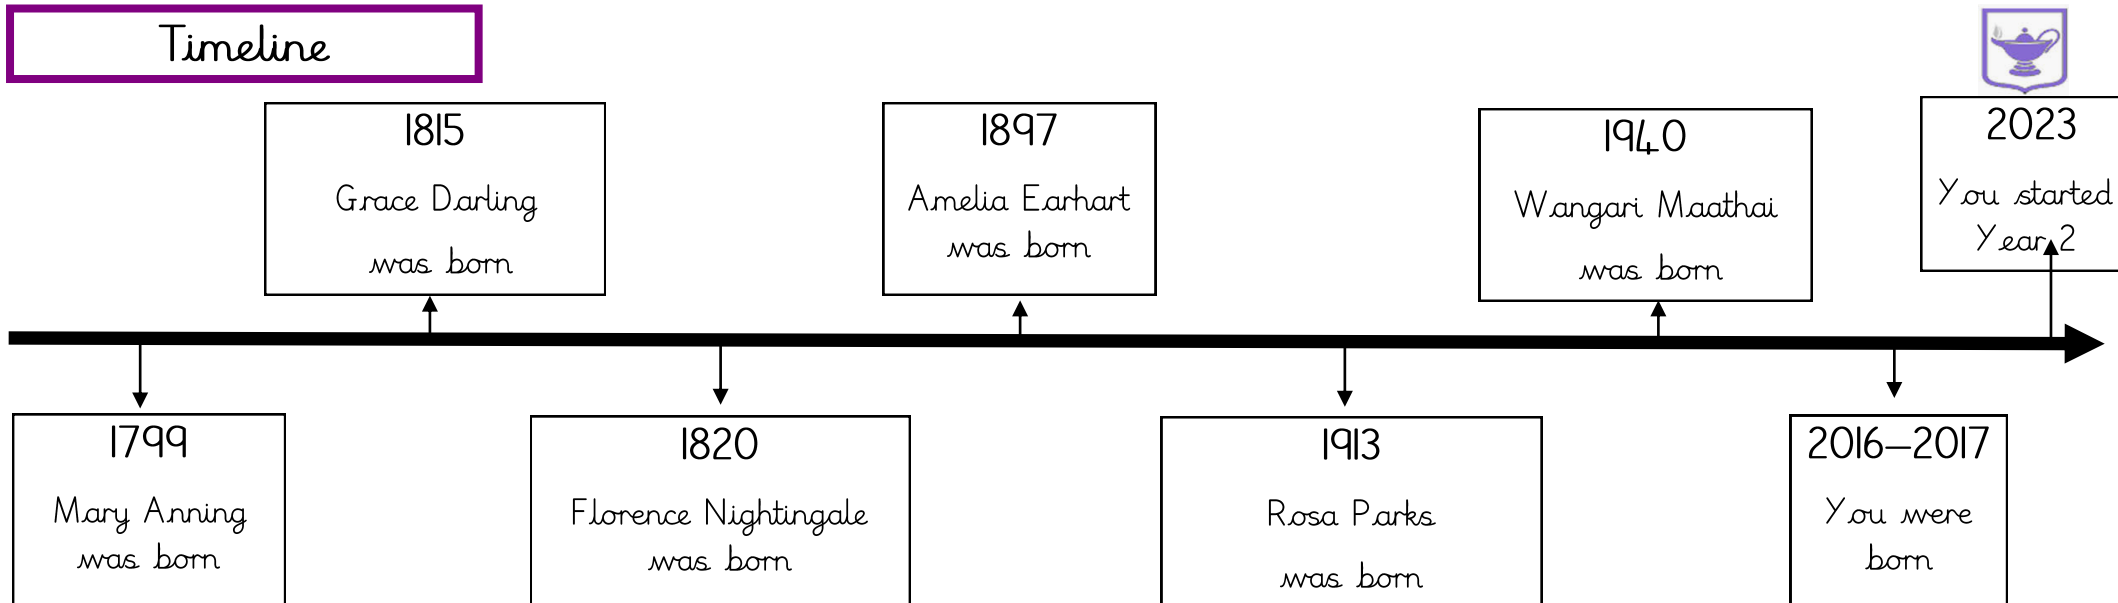 Timeline
1815
Grace Darling
was born
1897
Amelia Earhart
was born
1940
Wangari Maathai
was born
2023
You started
Year 2
1799
Mary Anning
was born
1820
Florence Nightingale
was born
1913
Rosa Parks
was born
2016–2017
You were
born